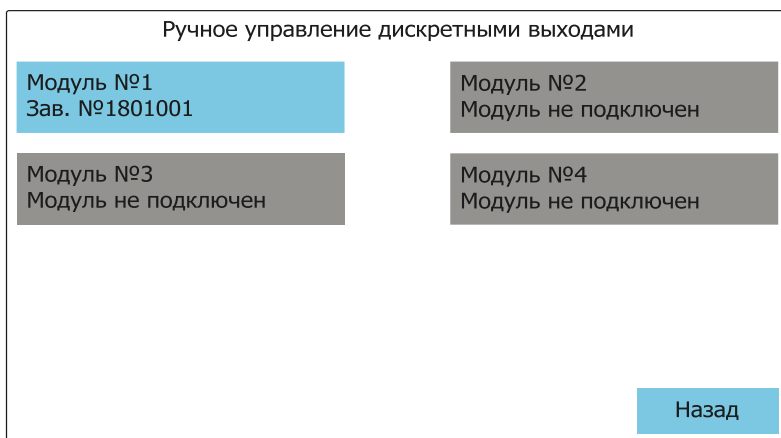 Ручное управление дискретными выходами
Модуль №1
Зав. №1801001
Модуль №2
Модуль не подключен
Модуль №3
Модуль не подключен
Модуль №4
Модуль не подключен
Назад